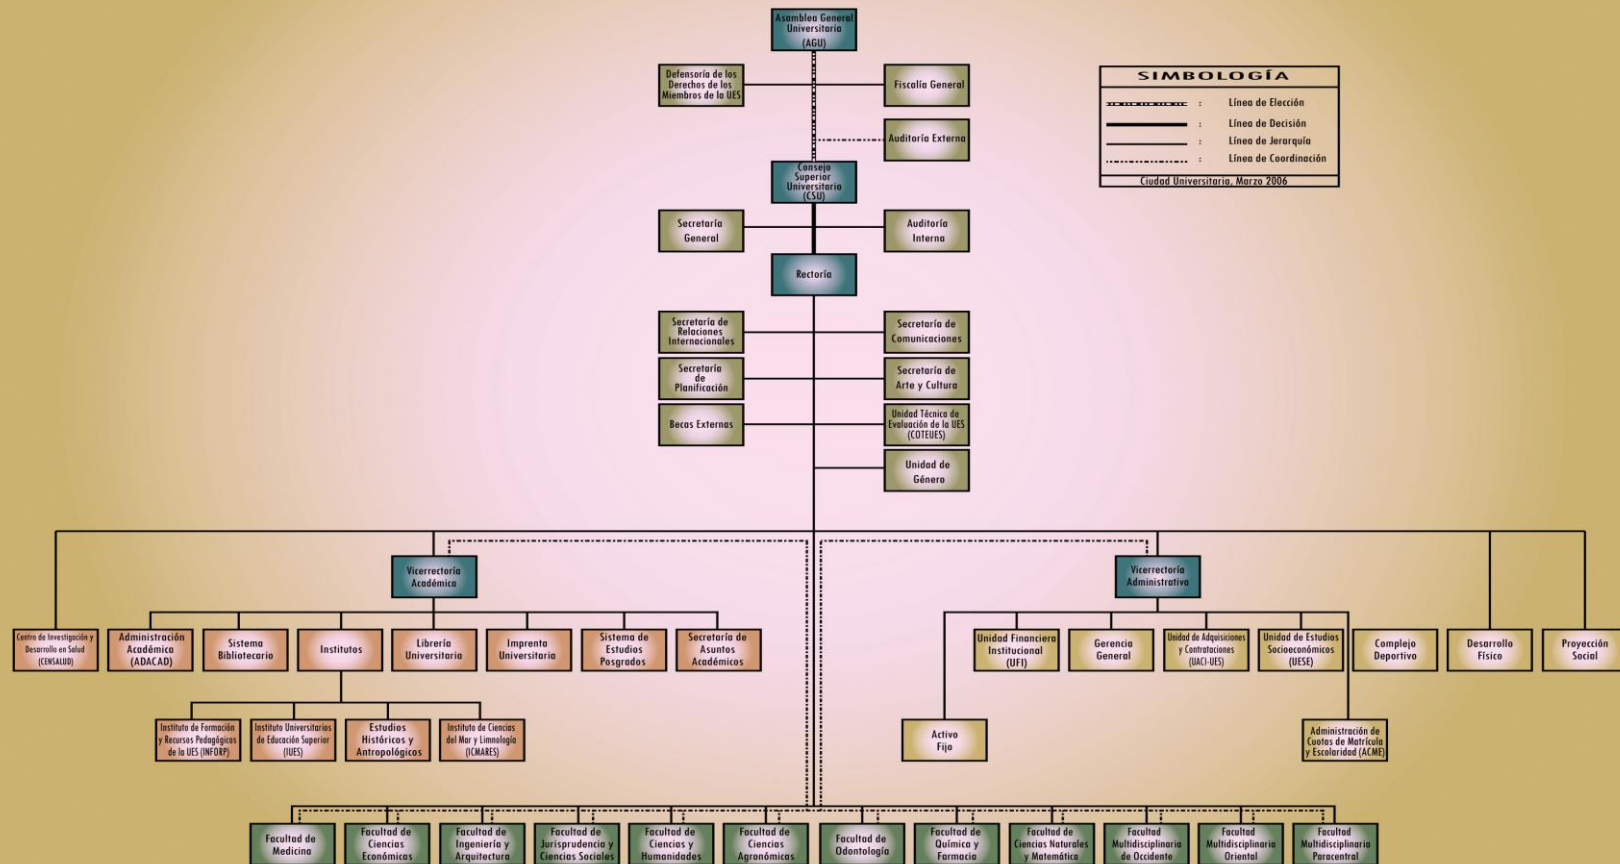 Asamblea General
Universitaria
(AGU)
Defensoría de los
Derechos de los
Miembros de la UES
Fiscalía General
Auditoría Externa
SIMBOLOGÍA
: Línea de Elección
: Línea de Decisión
: Línea de Jerarquía
: Línea de Coordinación
Ciudad Universitaria, Marzo 2006
Consejo
Superior
Universitario
(CSU)
Secretaría
General
Auditoría
Interna
Rectoría
Secretaría de
Relaciones
Internacionales
Secretaría de
Comunicaciones
Secretaría
de
Planificación
Secretaría de
Arte y Cultura
Becas Externas
Unidad Técnica de
Evaluación de la UES
(COTEUES)
Unidad de
Género
Vicerrectoría
Académica
Vicerrectoría
Administrativa
Centro de Investigación y
Desarrollo en Salud
(CENSALUD)
Administración
Académica
(ADACAD)
Sistema
Bibliotecario
Institutos
Librería
Universitaria
Imprenta
Universitaria
Sistema de
Estudios
Posgrados
Secretaría de
Asuntos
Académicos
Unidad Financiera
Institucional
(UFI)
Gerencia
General
Unidad de Adquisiciones
y Contrataciones
(UACI-UES)
Unidad de Estudios
Socioeconómicos
(UESE)
Complejo
Deportivo
Desarrollo
Físico
Proyección
Social
Instituto de Formación
y Recursos Pedagógicos
de la UES (INFORP)
Instituto Universitarios
de Educación Superior
(IUES)
Estudios
Históricos y
Antropológicos
Instituto de Ciencias
del Mar y Limnología
(ICMARES)
Activo
Fijo
Administración de
Cuotas de Matrícula
y Escolaridad (ACME)
Facultad de
Medicina
Facultad de
Ciencias
Económicas
Facultad de
Ingeniería y
Arquitectura
Facultad de
Jurisprudencia y
Ciencias Sociales
Facultad de
Ciencias y
Humanidades
Facultad de
Ciencias
Agronómicas
Facultad de
Odontología
Facultad de
Química y
Farmacia
Facultad de
Ciencias Naturales
y Matemática
Facultad
Multidisciplinaria
de Occidente
Facultad
Multidisciplinaria
Oriental
Facultad
Multidisciplinaria
Paracentral